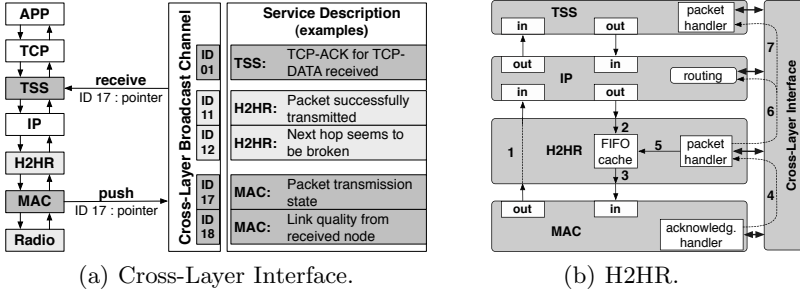 APP
TCP
TSS
IP
H2HR
MAC
Radio
receive
ID 17 : pointer
push
ID 17 : pointer
Cross-Layer Broadcast Channel
Service Description
(examples)
ID
01
TSS: TCP-ACK for TCP-
DATA received
ID
11
H2HR: Packet successfully
transmitted
ID
12
H2HR: Next hop seems to
be broken
ID
17
MAC: Packet transmission
state
ID
18
MAC: Link quality from
received node
(a) Cross-Layer Interface.
TSS
packet
handler
in
out
7
out
in
IP
routing
in
out
6
2
1
H2HR
FIFO
cache
5
packet
handler
3
4
out
in
MAC
acknowledg.
handler
Cross-Layer Interface
(b) H2HR.